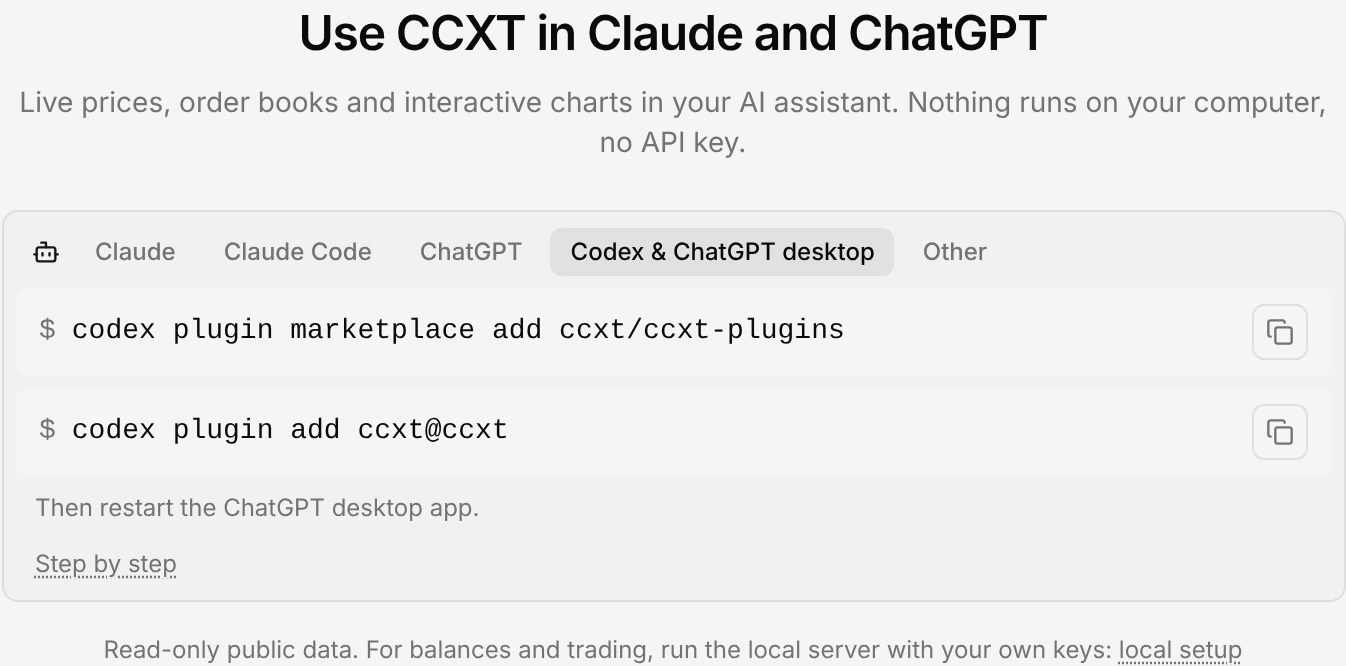 Use CCXT in Claude and ChatGPT
Live prices, order books and interactive charts in your AI assistant. Nothing runs on your computer,
no API key.
Claude Claude Code ChatGPT Codex & ChatGPT desktop Other
$ codex plugin marketplace add ccxt/ccxt-plugins
$ codex plugin add ccxt@ccxt
Then restart the ChatGPT desktop app.
Step by step
Read-only public data. For balances and trading, run the local server with your own keys: local setup